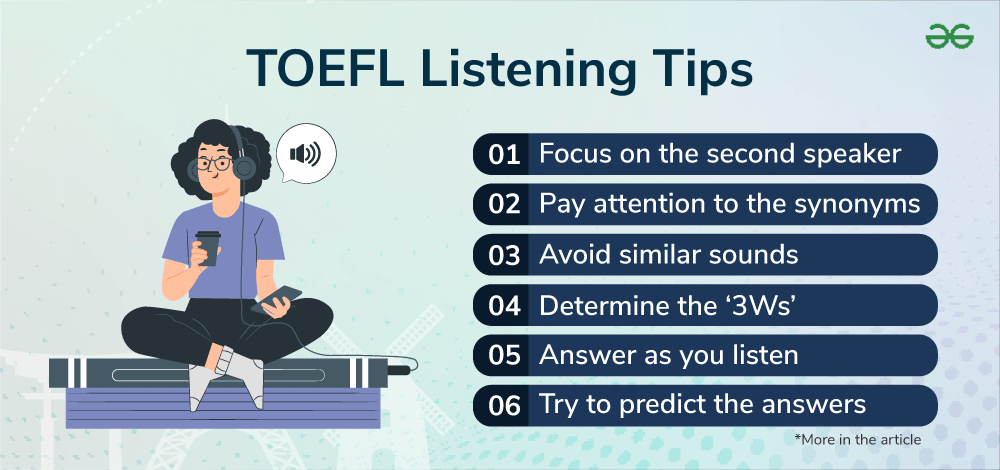 TOEFL Listening Tips
01 Focus on the second speaker
02 Pay attention to the synonyms
03 Avoid similar sounds
04 Determine the ‘3Ws’
05 Answer as you listen
06 Try to predict the answers
*More in the article